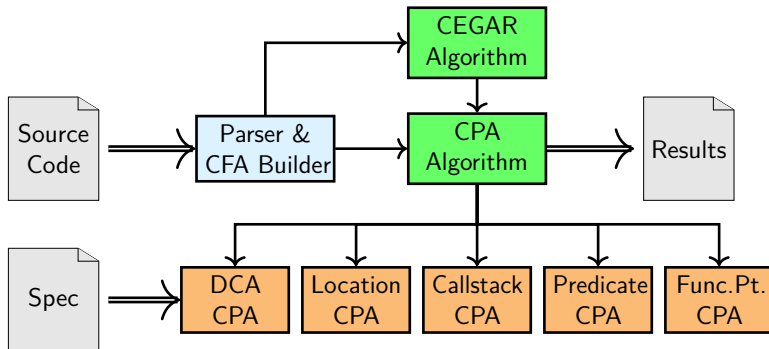 CEGAR
Algorithm
Source
Code
Parser &
CFA Builder
CPA
Algorithm
Results
Spec
DCA
CPA
Location
CPA
Callstack
CPA
Predicate
CPA
Func.Pt.
CPA